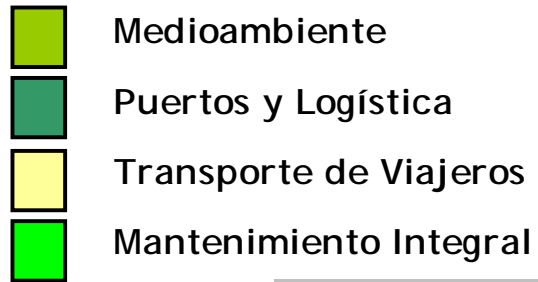 Medioambiente
Puertos y Logística
Transporte de Viajeros
Mantenimiento Integral